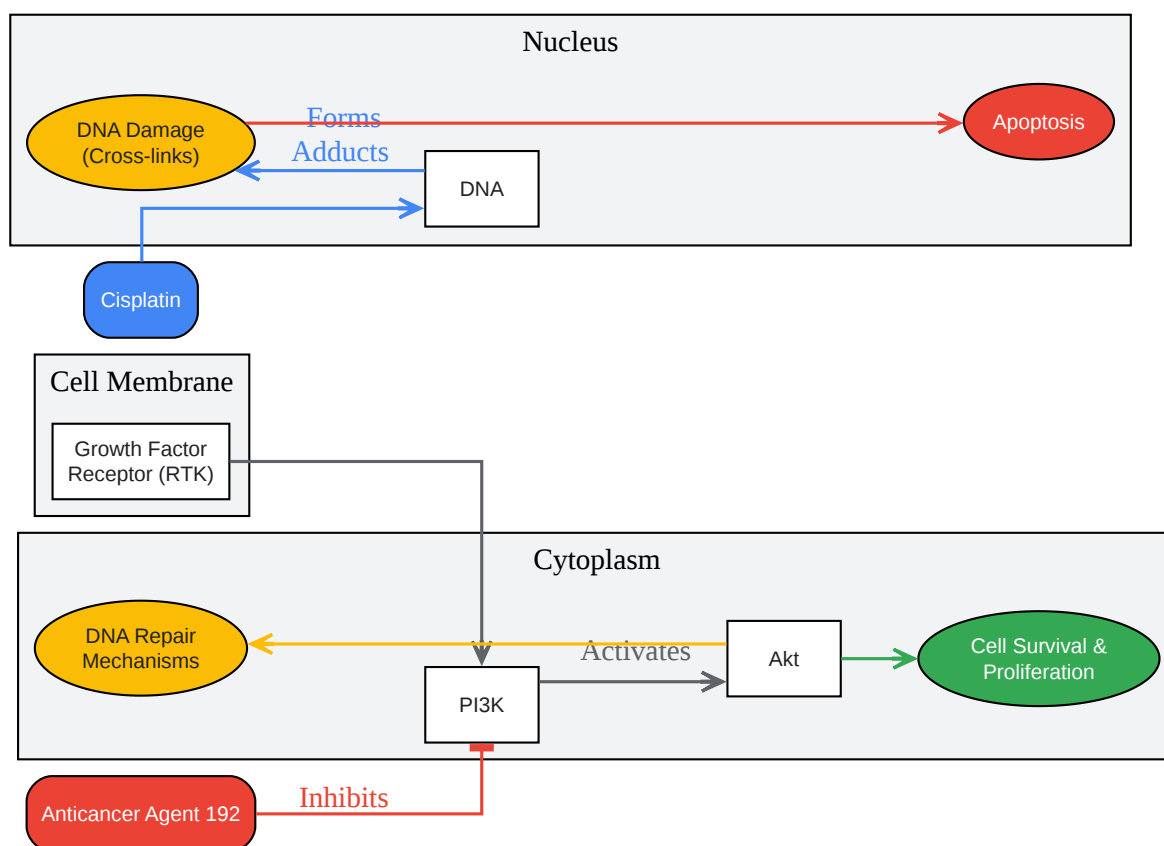 Nucleus
DNA Damage
(Cross-links)
Forms
Adducts
DNA
Apoptosis
Cisplatin
Cell Membrane
Growth Factor
Receptor (RTK)
Cytoplasm
DNA Repair
Mechanisms
Activates
PI3K
Akt
Cell Survival &
Proliferation
Anticancer Agent 192
Inhibits